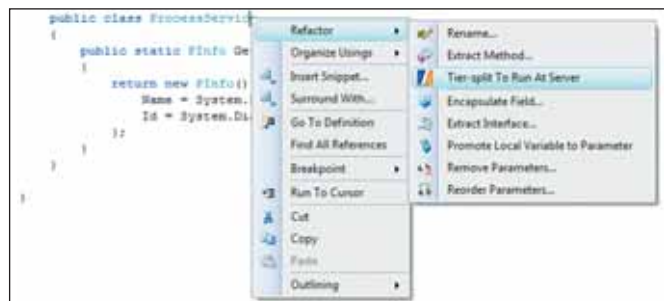 public class ProcessService
{
public static PInfo Ge
{
return new PInfo()
Name = System.
Id = System.Di
};
}
}
}
Refactor
Organize Usings
Insert Snippet...
Surround With...
Go To Definition
Find All References
Breakpoint
Run To Cursor
Cut
Copy
Paste
Outlining
Rename...
Extract Method...
Tier-split To Run At Server
Encapsulate Field...
Extract Interface...
Promote Local Variable to Parameter
Remove Parameters...
Reorder Parameters...